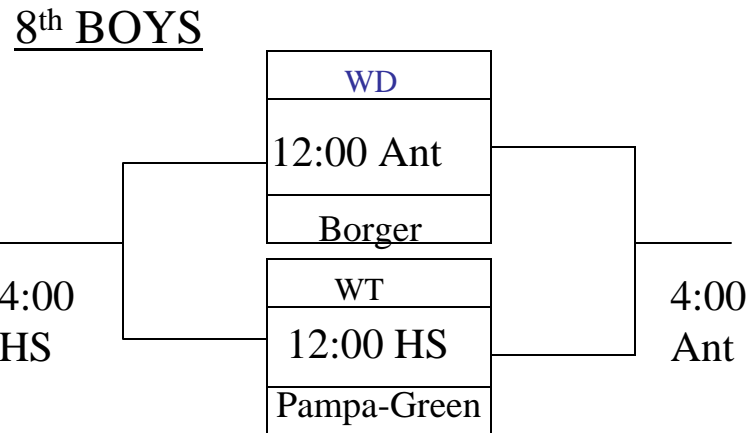 8th BOYS
WD
12:00 Ant
Borger
WT
12:00 HS
Pampa-Green
4:00
HS
4:00
Ant